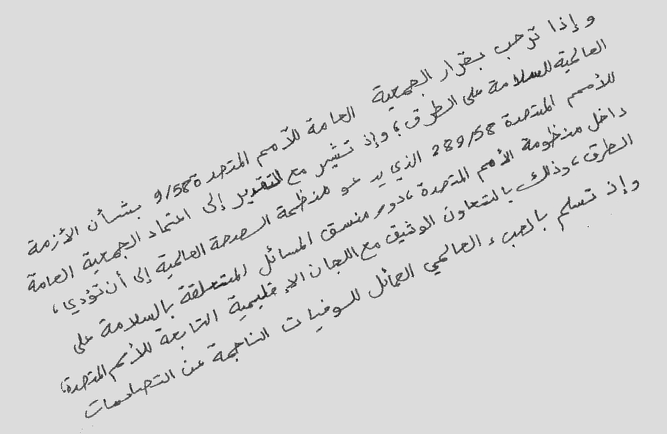 وإذا ترحب بقرار الجمعية العامة للأمم المتحدة 9/58 بشأن الأزمة
العالمية للسلامة على الطرق؛ وإذ تشير مع التقدير إلى اعتماد الجمعية العامة
للأمم المتحدة 289/58 الذي يدعو منظمة الصحة العالمية إلى أن تؤدي،
داخل منظومة الأمم المتحدة، دور منسق المسائل المتعلقة بالسلامة على
الطرق، وذلك بالتعاون الوثيق مع اللجان الإقليمية التابعة للأمم المتحدة؛
وإذ تسلم بالعبء العالمي الهائل للوفيات الناجمة عن التصادمات